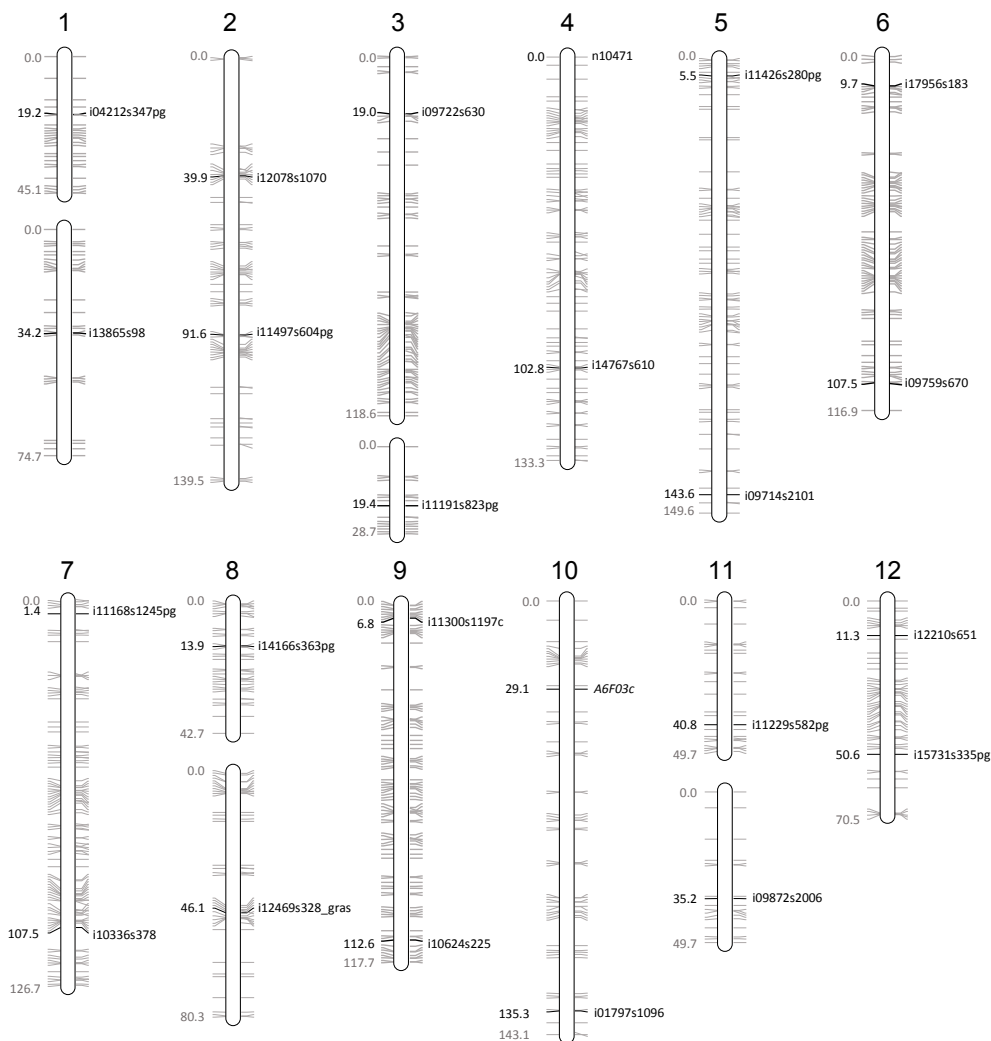 1
0.0
19.2 i04212s347pg
45.1
0.0
34.2 i13865s98
74.7
2
0.0
39.9 i12078s1070
91.6 i11497s604pg
139.5
3
0.0
19.0 i09722s630
118.6
0.0
19.4 i11191s823pg
28.7
4
0.0 n10471
102.8 i14767s610
133.3
5
5.5 i11426s280pg
143.6 i09714s2101
149.6
6
0.0
9.7 i17956s183
107.5 i09759s670
116.9
7
0.0
1.4 i11168s1245pg
107.5 i10336s378
126.7
8
0.0
13.9 i14166s363pg
42.7
0.0
46.1 i12469s328_gras
80.3
9
0.0
6.8 i11300s1197c
112.6 i10624s225
117.7
10
0.0
29.1 A6F03c
135.3 i01797s1096
143.1
11
0.0
40.8 i11229s582pg
49.7
0.0
35.2 i09872s2006
49.7
12
0.0
11.3 i12210s651
50.6 i15731s335pg
70.5